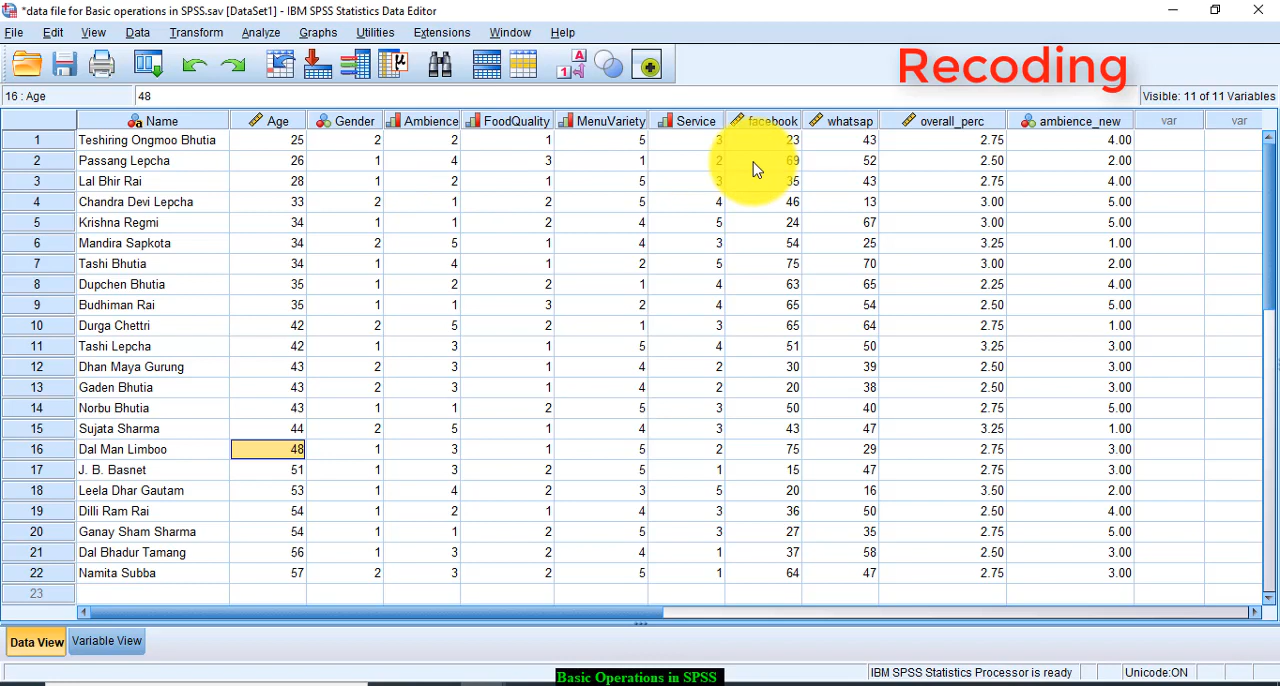 *data file for Basic operations in SPSS.sav [DataSet1] - IBM SPSS Statistics Data Editor
File Edit View Data Transform Analyze Graphs Utilities Extensions Window Help
Recoding
16 : Age 48 Visible: 11 of 11 Variables
Name Age Gender Ambience FoodQuality MenuVariety Service facebook whatsap overall_perc ambience_new var var
1 Teshiring Ongmoo Bhutia 25 2 2 1 5 3 23 43 2.75 4.00
2 Passang Lepcha 26 1 4 3 1 2 69 52 2.50 2.00
3 Lal Bhir Rai 28 1 2 1 5 3 35 43 2.75 4.00
4 Chandra Devi Lepcha 33 2 1 2 5 4 46 13 3.00 5.00
5 Krishna Regmi 34 1 1 2 4 5 24 67 3.00 5.00
6 Mandira Sapkota 34 2 5 1 4 3 54 25 3.25 1.00
7 Tashi Bhutia 34 1 4 1 2 5 75 70 3.00 2.00
8 Dupchen Bhutia 35 1 2 2 1 4 63 65 2.25 4.00
9 Budhiman Rai 35 1 1 3 2 4 65 54 2.50 5.00
10 Durga Chettri 42 2 5 2 1 3 65 64 2.75 1.00
11 Tashi Lepcha 42 1 3 1 5 4 51 50 3.25 3.00
12 Dhan Maya Gurung 43 2 3 1 4 2 30 39 2.50 3.00
13 Gaden Bhutia 43 2 3 1 4 2 20 38 2.50 3.00
14 Norbu Bhutia 43 1 1 2 5 3 50 40 2.75 5.00
15 Sujata Sharma 44 2 5 1 4 3 43 47 3.25 1.00
16 Dal Man Limboo 48 1 3 1 5 2 75 29 2.75 3.00
17 J. B. Basnet 51 1 3 2 5 1 15 47 2.75 3.00
18 Leela Dhar Gautam 53 1 4 2 3 5 20 16 3.50 2.00
19 Dilli Ram Rai 54 1 2 1 4 3 36 50 2.50 4.00
20 Ganay Sham Sharma 54 1 1 2 5 3 27 35 2.75 5.00
21 Dal Bhadur Tamang 56 1 3 2 4 1 37 58 2.50 3.00
22 Namita Subba 57 2 3 2 5 1 64 47 2.75 3.00
23
Data View Variable View
IBM SPSS Statistics Processor is ready Unicode:ON
Basic Operations in SPSS